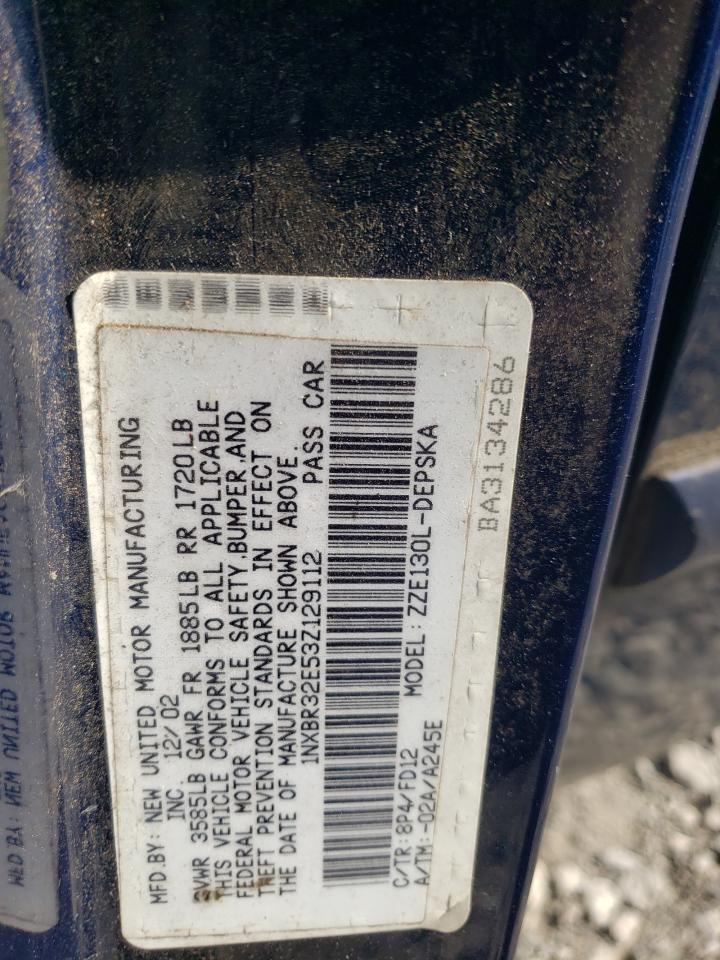 MFD.BY: NEW UNITED MOTOR MANUFACTURING
INC. 12/02
GVWR 3585LB GAWR FR 1885LB RR 1720LB
THIS VEHICLE CONFORMS TO ALL APPLICABLE
FEDERAL MOTOR VEHICLE SAFETY,BUMPER,AND
THEFT PREVENTION STANDARDS IN EFFECT ON
THE DATE OF MANUFACTURE SHOWN ABOVE.
1NXBR32E53Z129112 PASS CAR
C/TR:8P4/FD12 MODEL:ZZE130L-DEPSKA
A/TM:-02A/A245E
BA3134286